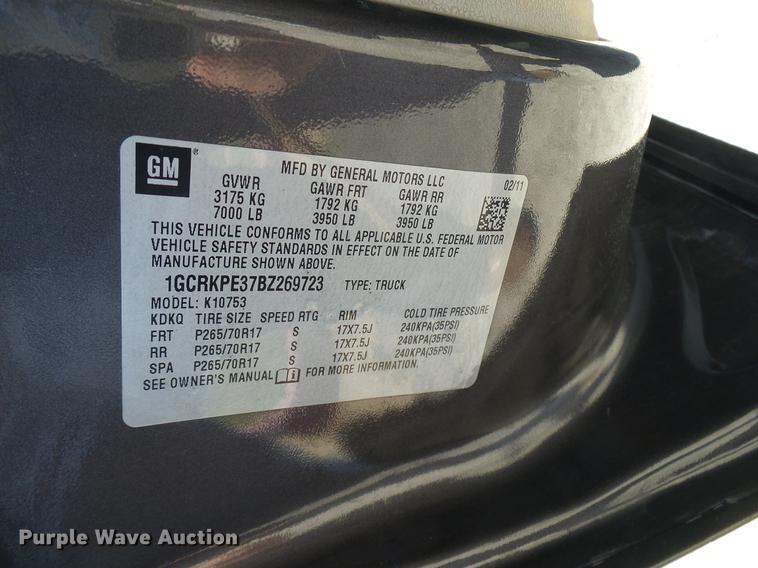 GM® MFD BY GENERAL MOTORS LLC 02/11
GVWR GAWR FRT GAWR RR
3175 KG 1792 KG 1792 KG
7000 LB 3950 LB 3950 LB
THIS VEHICLE CONFORMS TO ALL APPLICABLE U.S. FEDERAL MOTOR
VEHICLE SAFETY STANDARDS IN EFFECT ON THE DATE OF
MANUFACTURE SHOWN ABOVE.
1GCRKPE37BZ269723 TYPE: TRUCK
MODEL: K10753
KDKQ TIRE SIZE SPEED RTG RIM COLD TIRE PRESSURE
FRT P265/70R17 S 17X7.5J 240KPA(35PSI)
RR P265/70R17 S 17X7.5J 240KPA(35PSI)
SPA P265/70R17 S 17X7.5J 240KPA(35PSI)
SEE OWNER'S MANUAL FOR MORE INFORMATION.
Purple Wave Auction